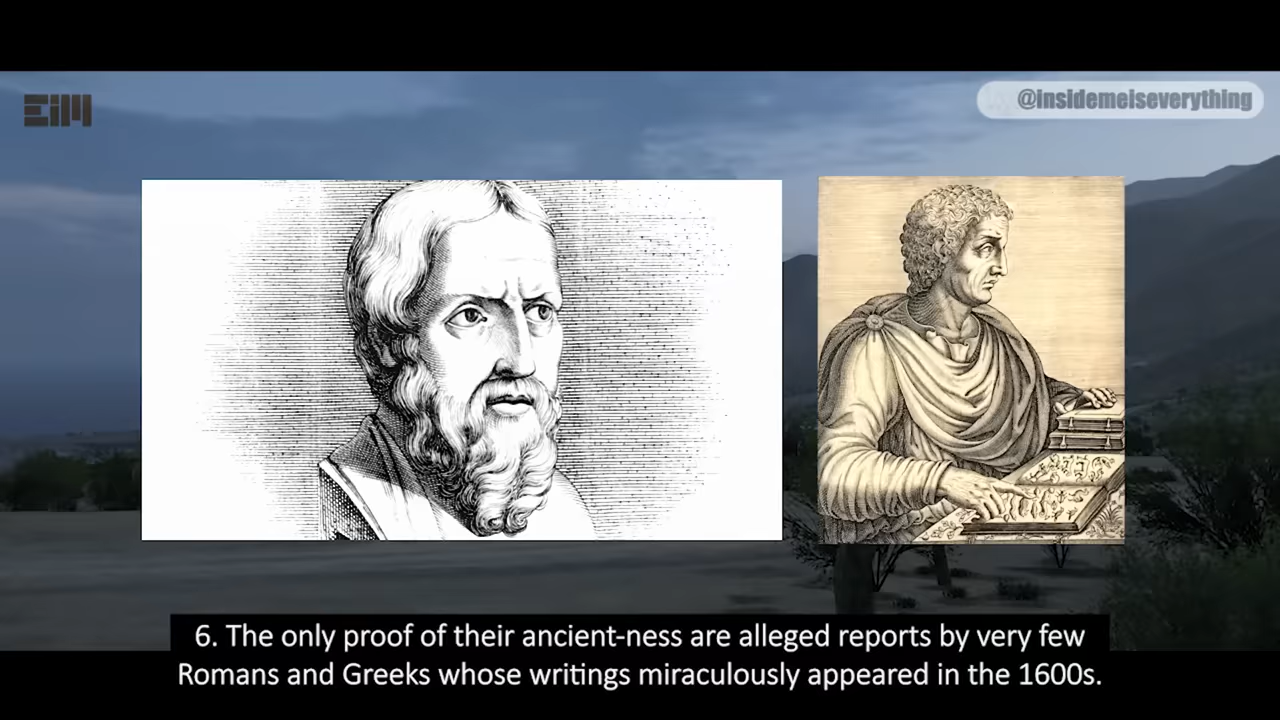 EiM
@insidemeiseverything
6. The only proof of their ancient-ness are alleged reports by very few
Romans and Greeks whose writings miraculously appeared in the 1600s.